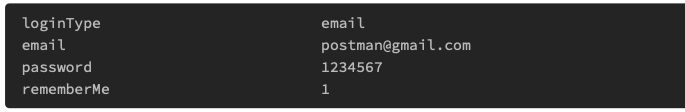 loginType email
email postman@gmail.com
password 1234567
rememberMe 1